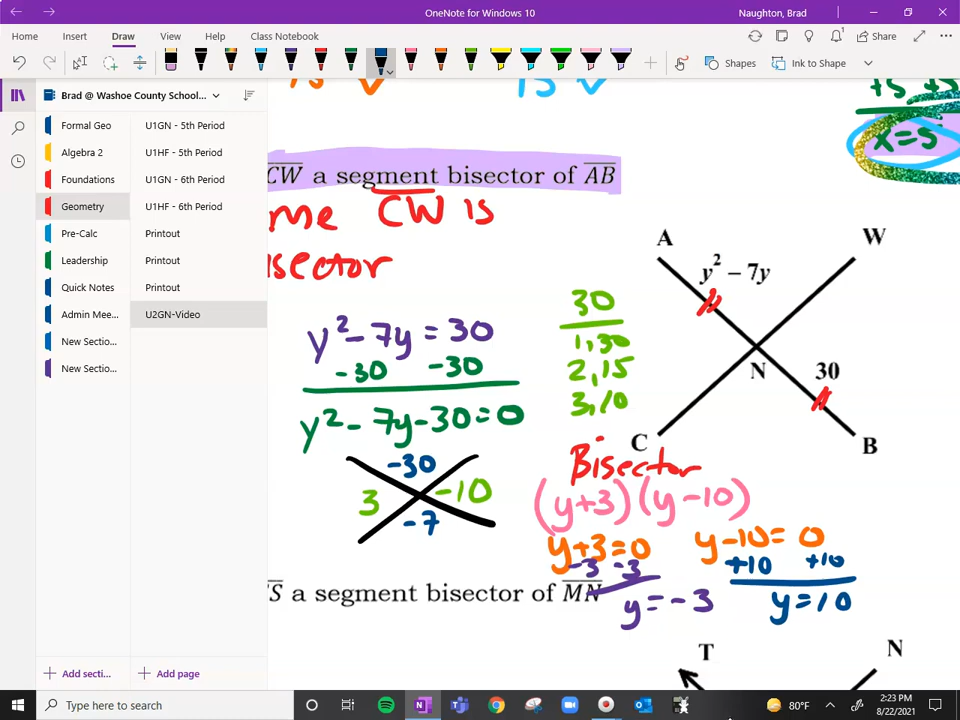 OneNote for Windows 10
Naughton, Brad
Home Insert Draw View Help Class Notebook
Share
Shapes
Ink to Shape
Brad @ Washoe County School...
Formal Geo
Algebra 2
Foundations
Geometry
Pre-Calc
Leadership
Quick Notes
Admin Mee...
New Sectio...
New Sectio...
Add secti...
U1GN - 5th Period
U1HF - 5th Period
U1GN - 6th Period
U1HF - 6th Period
Printout
Printout
Printout
U2GN-Video
Add page
+5 +5
x=5
CW a segment bisector of AB
me CW is
isector
y² - 7y = 30
-30 -30
y² - 7y - 30 = 0
-30
3 -10
-7
30
1,30
2,15
3,10
A
W
y² − 7y
N
30
C
B
Bisector
(y+3)(y-10)
y+3=0
-3 -3
y=-3
y-10=0
+10 +10
y=10
S a segment bisector of MN
T
N
Type here to search
80°F
2:23 PM
8/22/2021